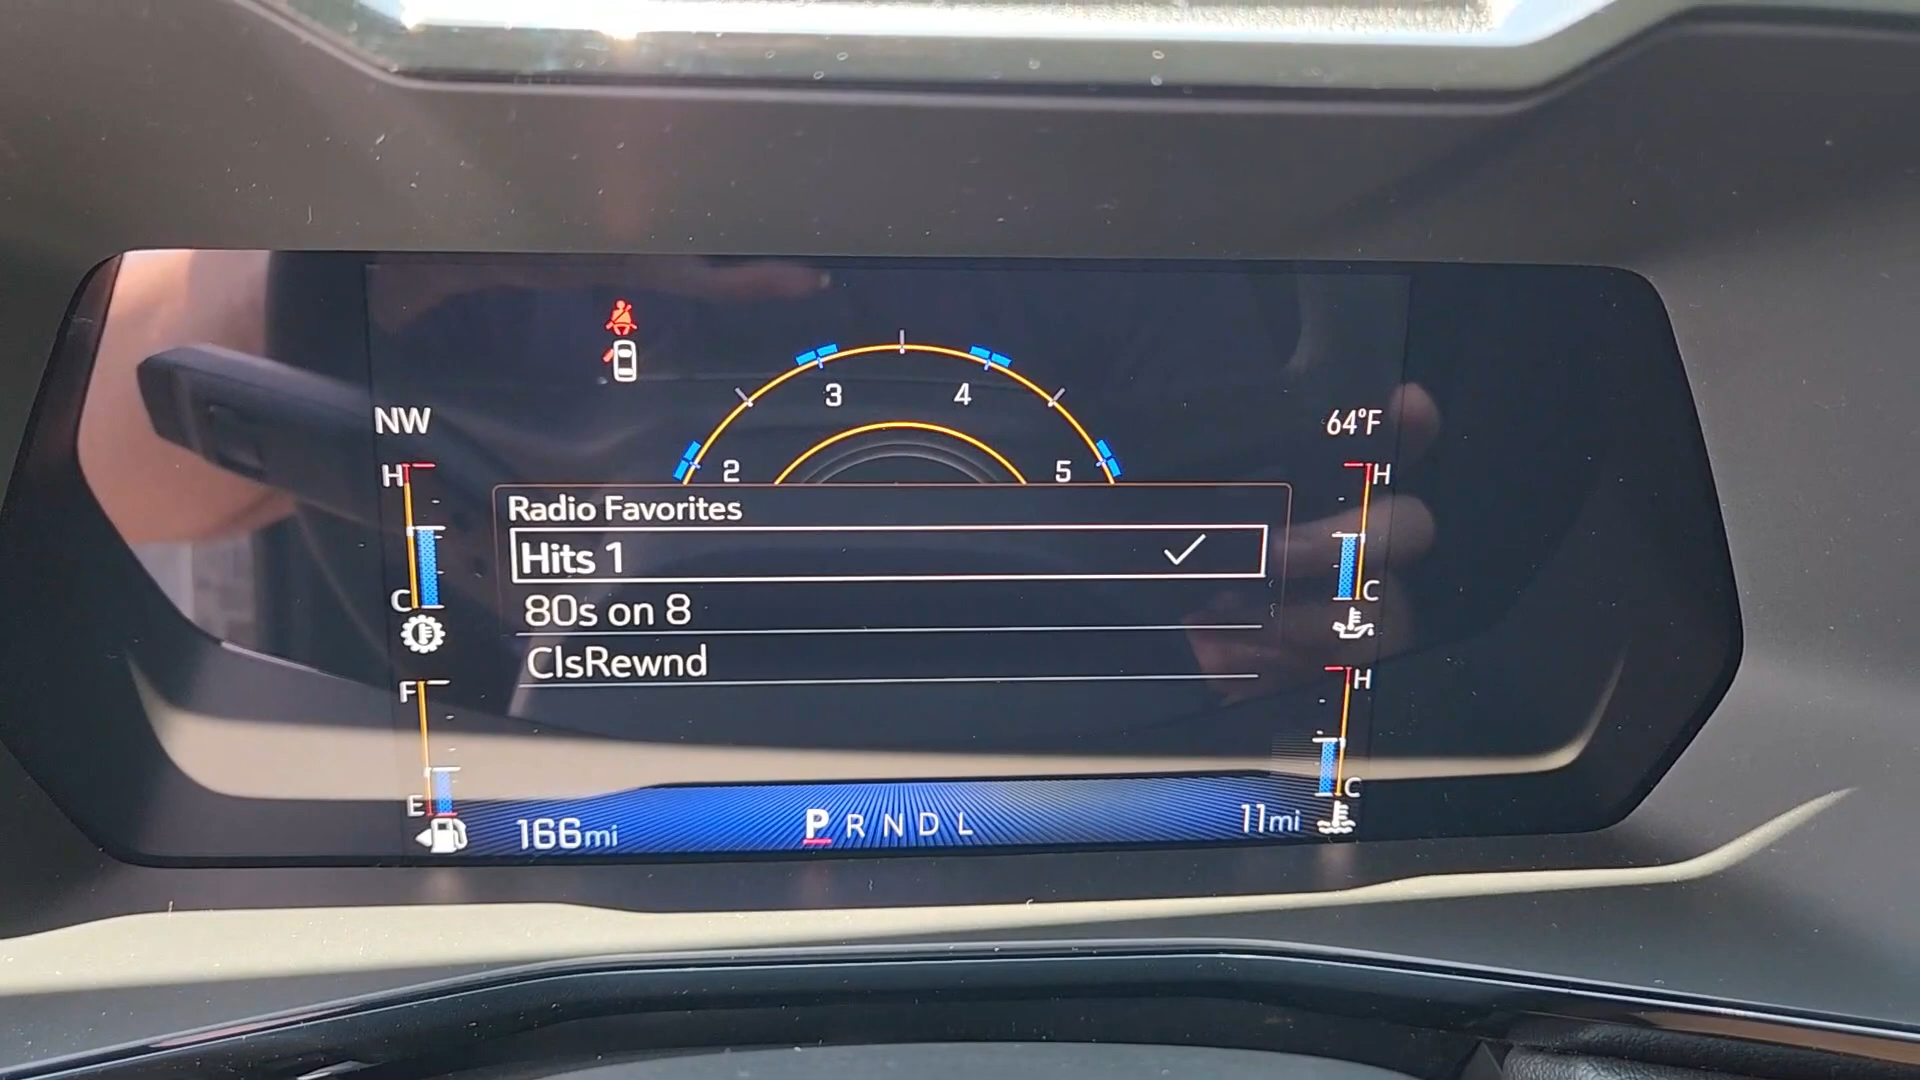 3 4
NW
64°F
2 5
H
H
Radio Favorites
Hits 1
80s on 8
C
C
ClsRewnd
F
H
E
C
166mi
P R N D L
11mi